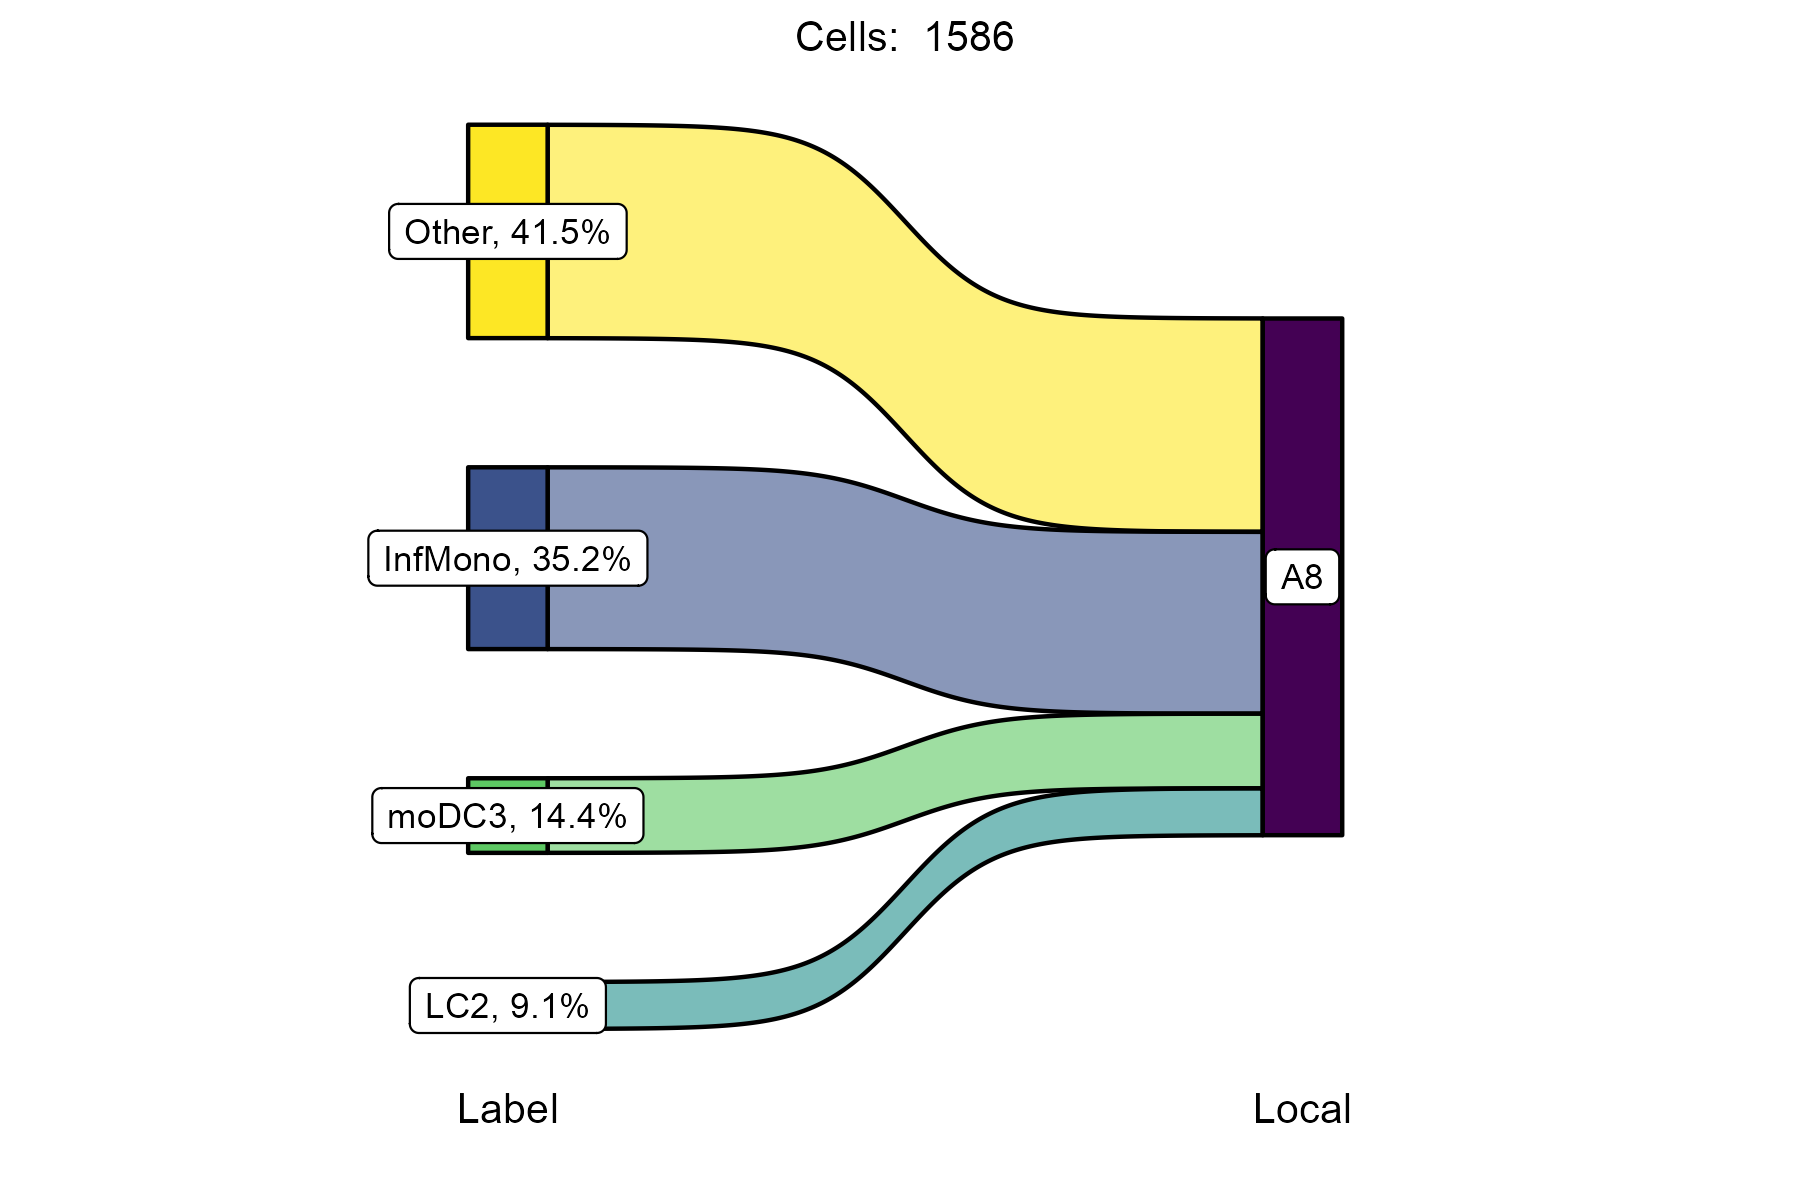 Cells:  1586
Other, 41.5%
InfMono, 35.2%
A8
moDC3, 14.4%
LC2, 9.1%
Label
Local